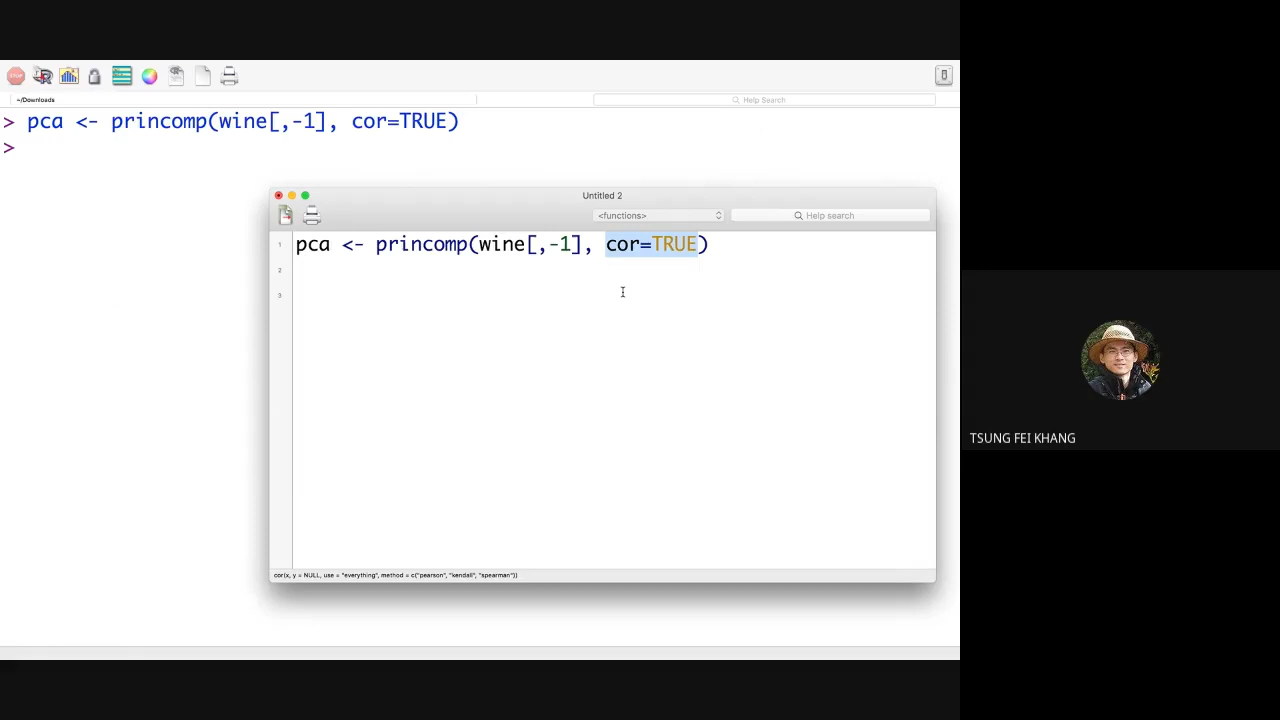 STOP
R
~/Downloads
Help Search
> pca <- princomp(wine[,-1], cor=TRUE)
>
Untitled 2
<functions>
Help search
1 pca <- princomp(wine[,-1], cor=TRUE)
2
3
cor(x, y = NULL, use = "everything", method = c("pearson", "kendall", "spearman"))
TSUNG FEI KHANG